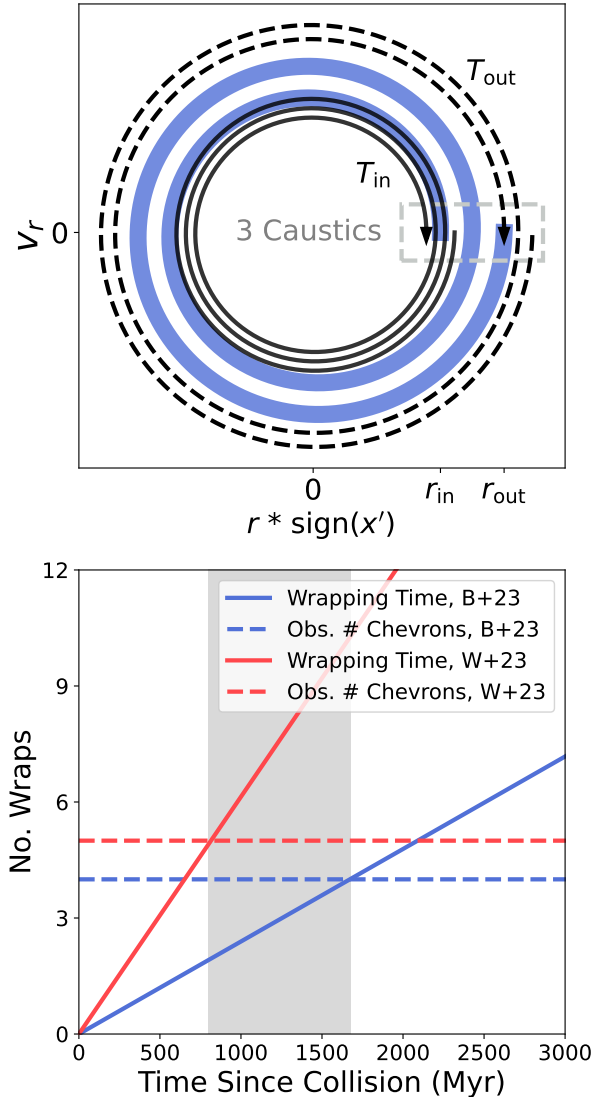 T_out
T_in
v_r
0
3 Caustics
0
r_in
r_out
r * sign(x′)
12
9
6
3
0
No. Wraps
Wrapping Time, B+23
Obs. # Chevrons, B+23
Wrapping Time, W+23
Obs. # Chevrons, W+23
0
500
1000
1500
2000
2500
3000
Time Since Collision (Myr)